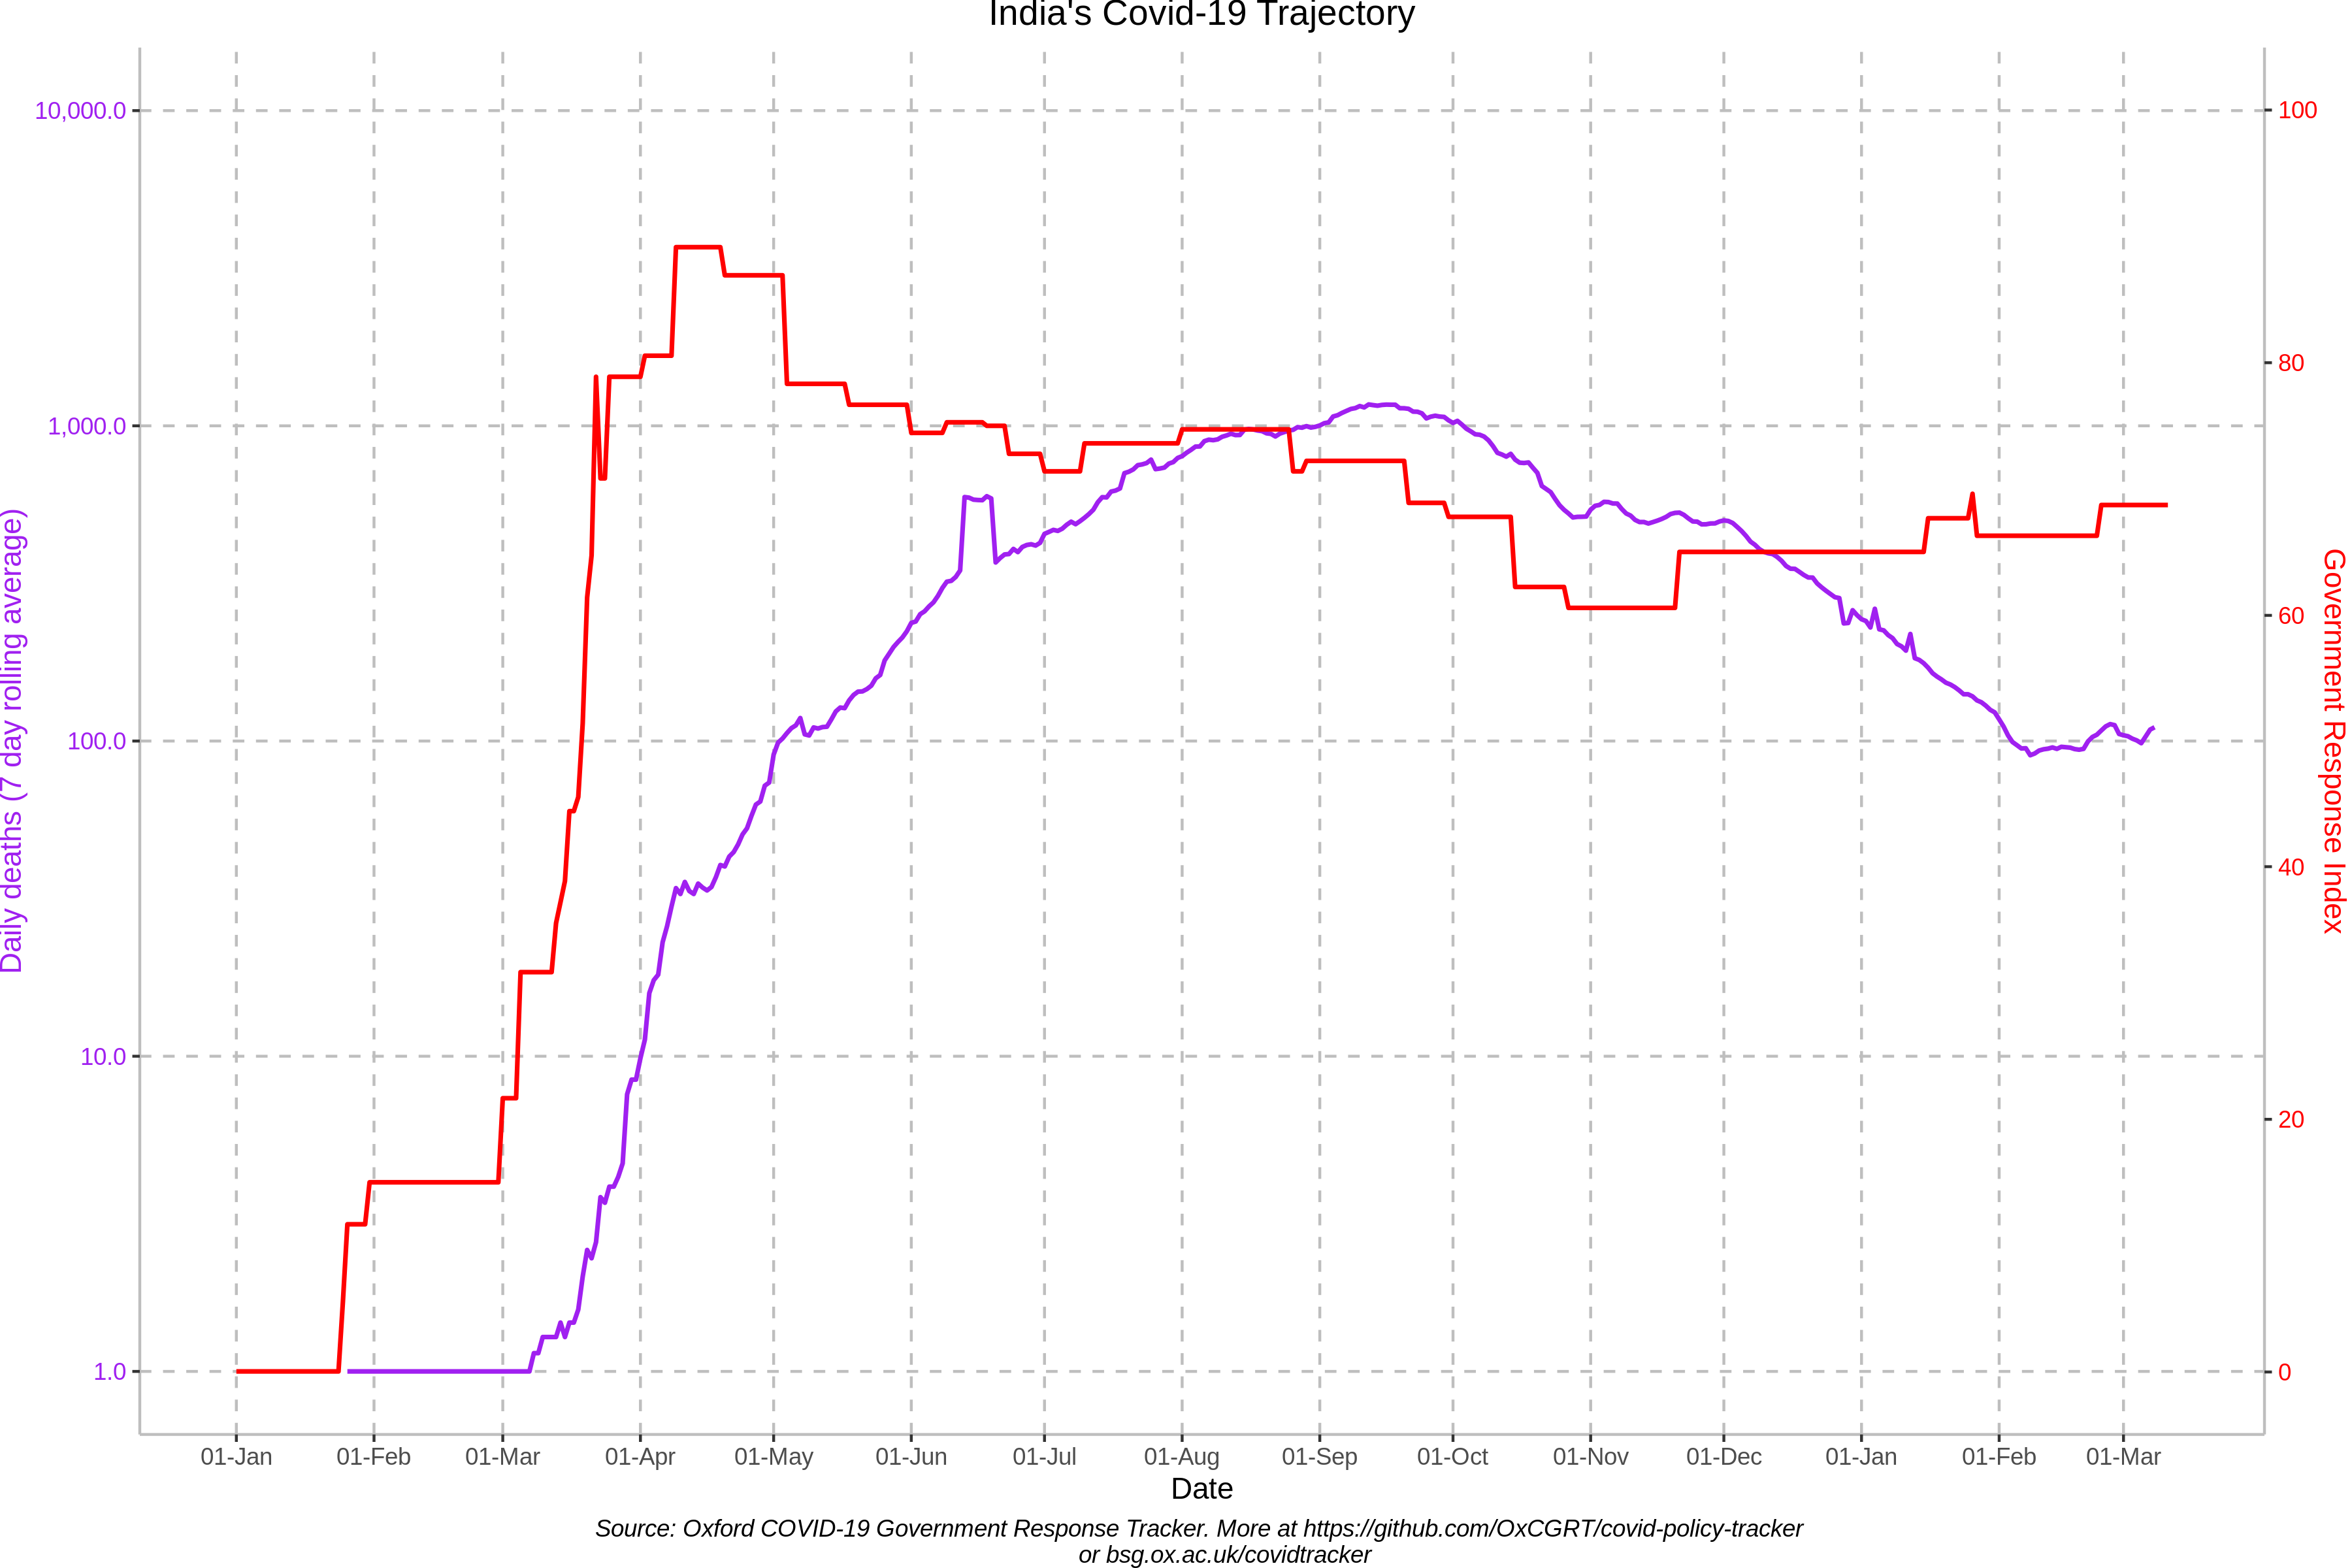 India's Covid-19 Trajectory
10,000.0
1,000.0
100.0
10.0
1.0
Daily deaths (7 day rolling average)
100
80
60
40
20
0
Government Response Index
01-Jan 01-Feb 01-Mar 01-Apr 01-May 01-Jun 01-Jul 01-Aug 01-Sep 01-Oct 01-Nov 01-Dec 01-Jan 01-Feb 01-Mar
Date
Source: Oxford COVID-19 Government Response Tracker. More at https://github.com/OxCGRT/covid-policy-tracker
or bsg.ox.ac.uk/covidtracker